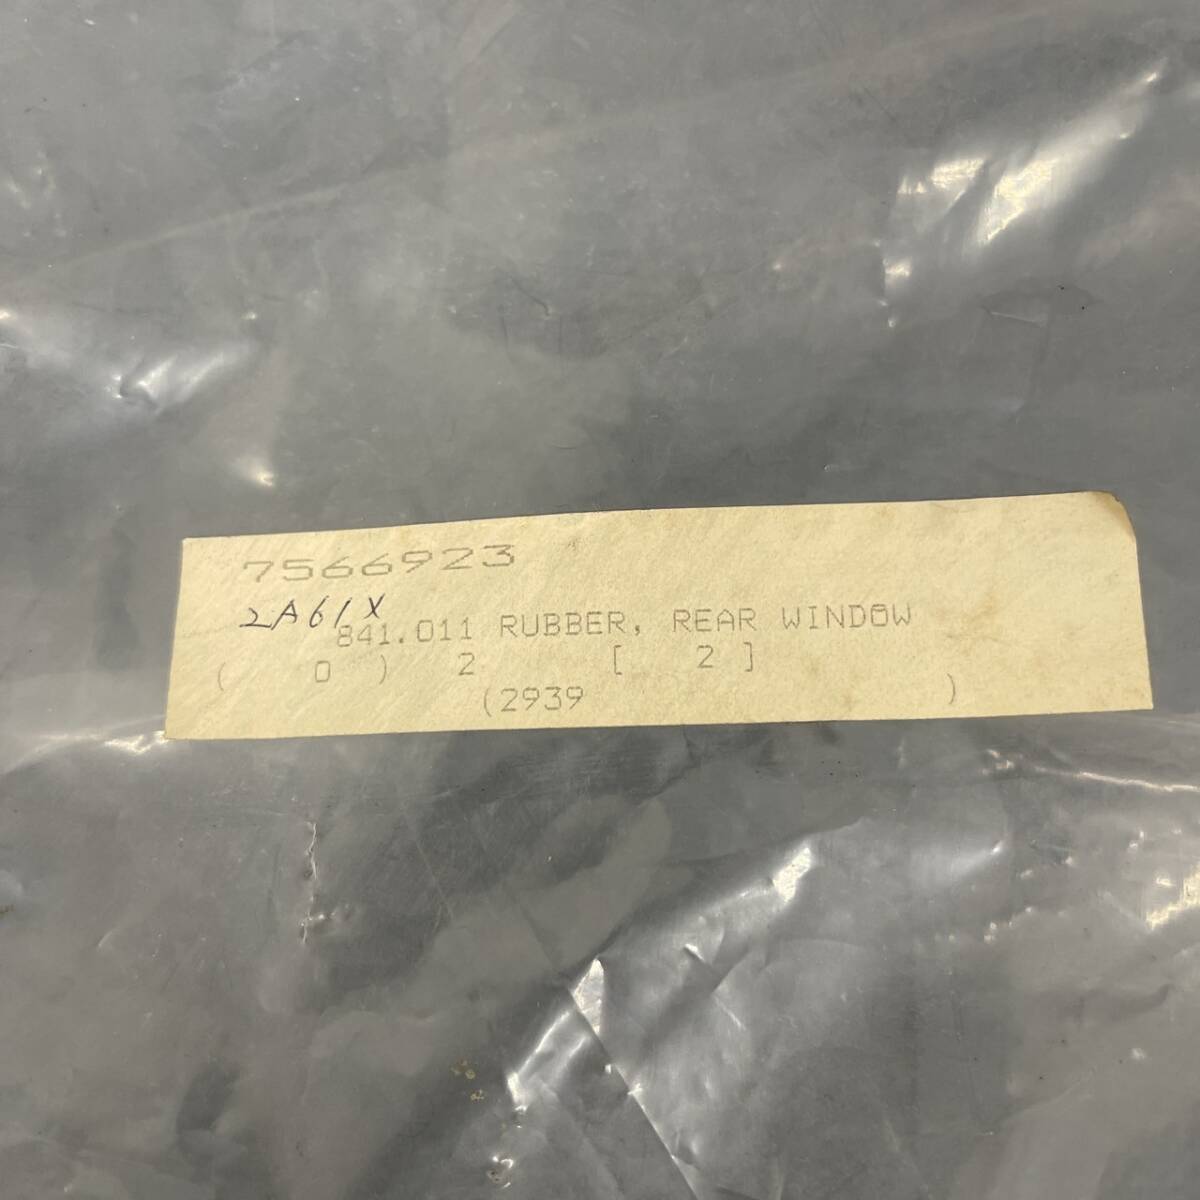 7566923
2A61X
841.011 RUBBER, REAR WINDOW
( 0 ) 2 [ 2 ]
(2939 )